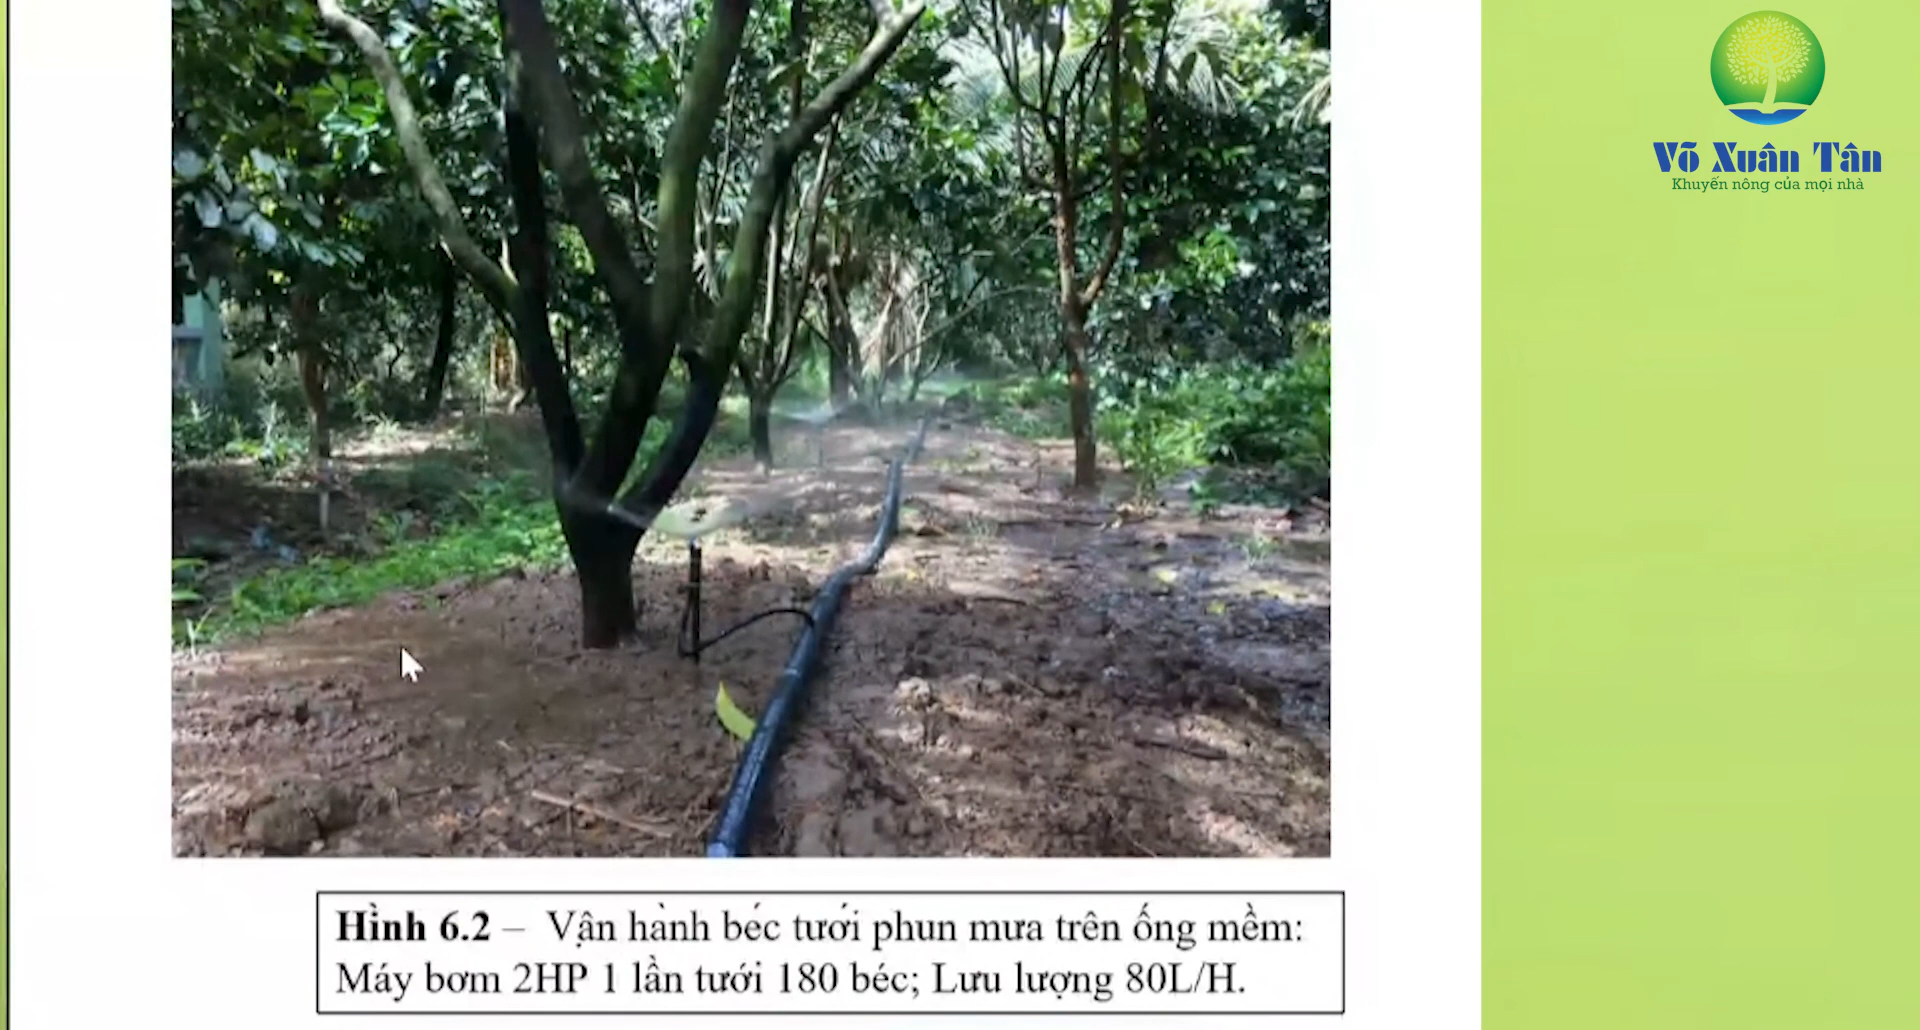 Võ Xuân Tân
Khuyến nông của mọi nhà
Hình 6.2 – Vận hành béc tưới phun mưa trên ống mềm:
Máy bơm 2HP 1 lần tưới 180 béc; Lưu lượng 80L/H.